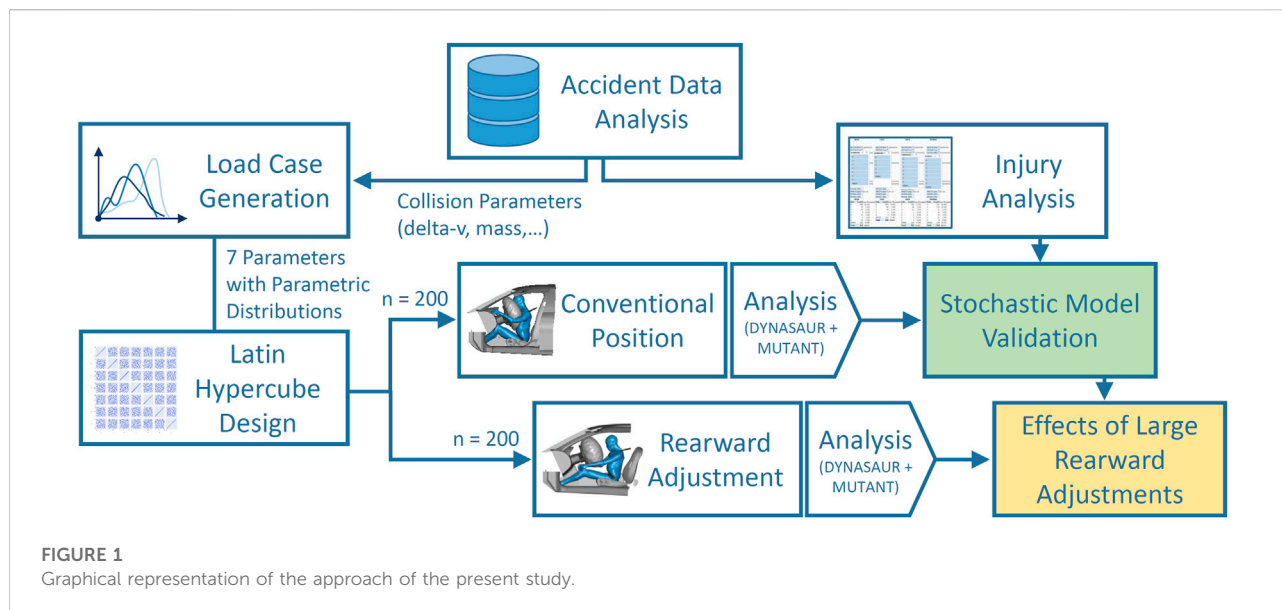 Accident Data
Analysis
Load Case
Generation
Collision Parameters
(delta-v, mass,...)
Injury
Analysis
7 Parameters
with Parametric
Distributions
n = 200
Conventional
Position
Analysis
(DYNASAUR +
MUTANT)
Stochastic Model
Validation
Latin
Hypercube
Design
n = 200
Rearward
Adjustment
Analysis
(DYNASAUR +
MUTANT)
Effects of Large
Rearward
Adjustments
FIGURE 1
Graphical representation of the approach of the present study.